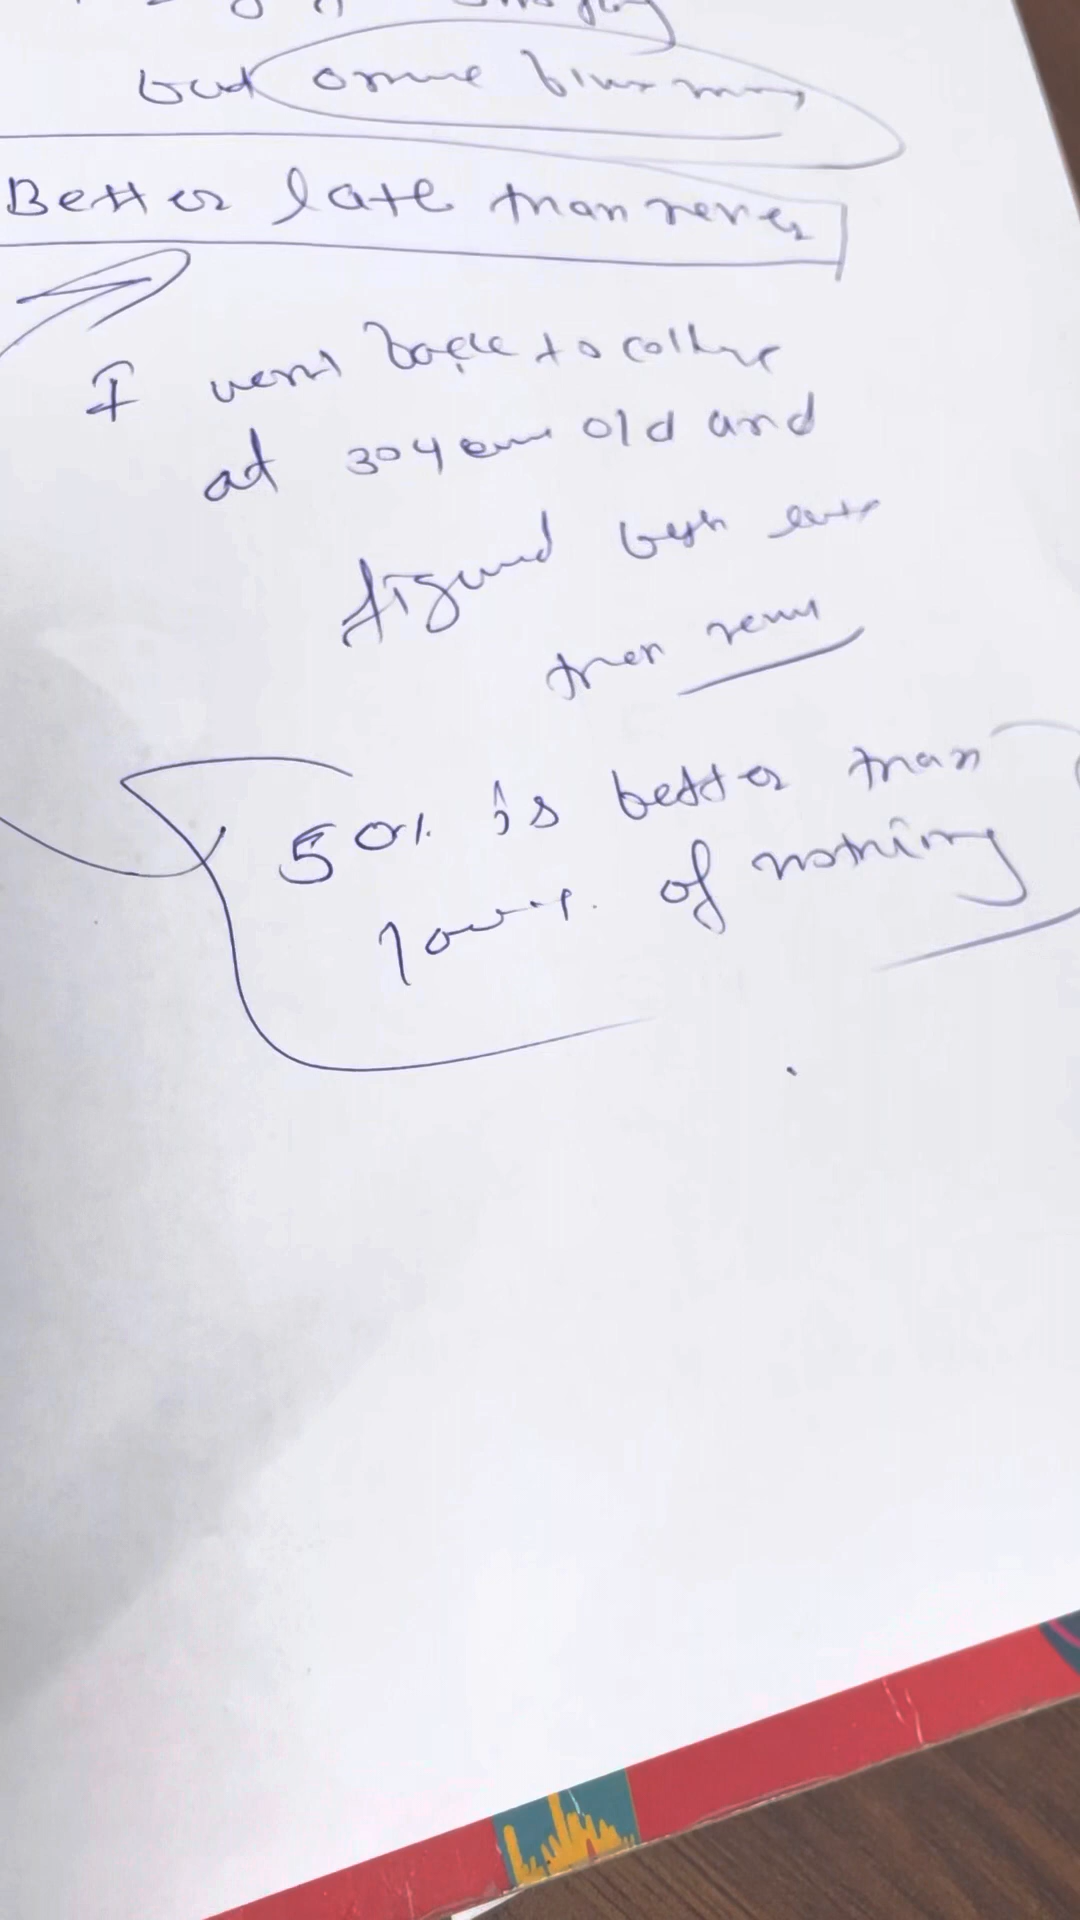 but
Better late than never
I went back to college
at 30 year old and
figured
than never
50% is better than
100%. of nothing